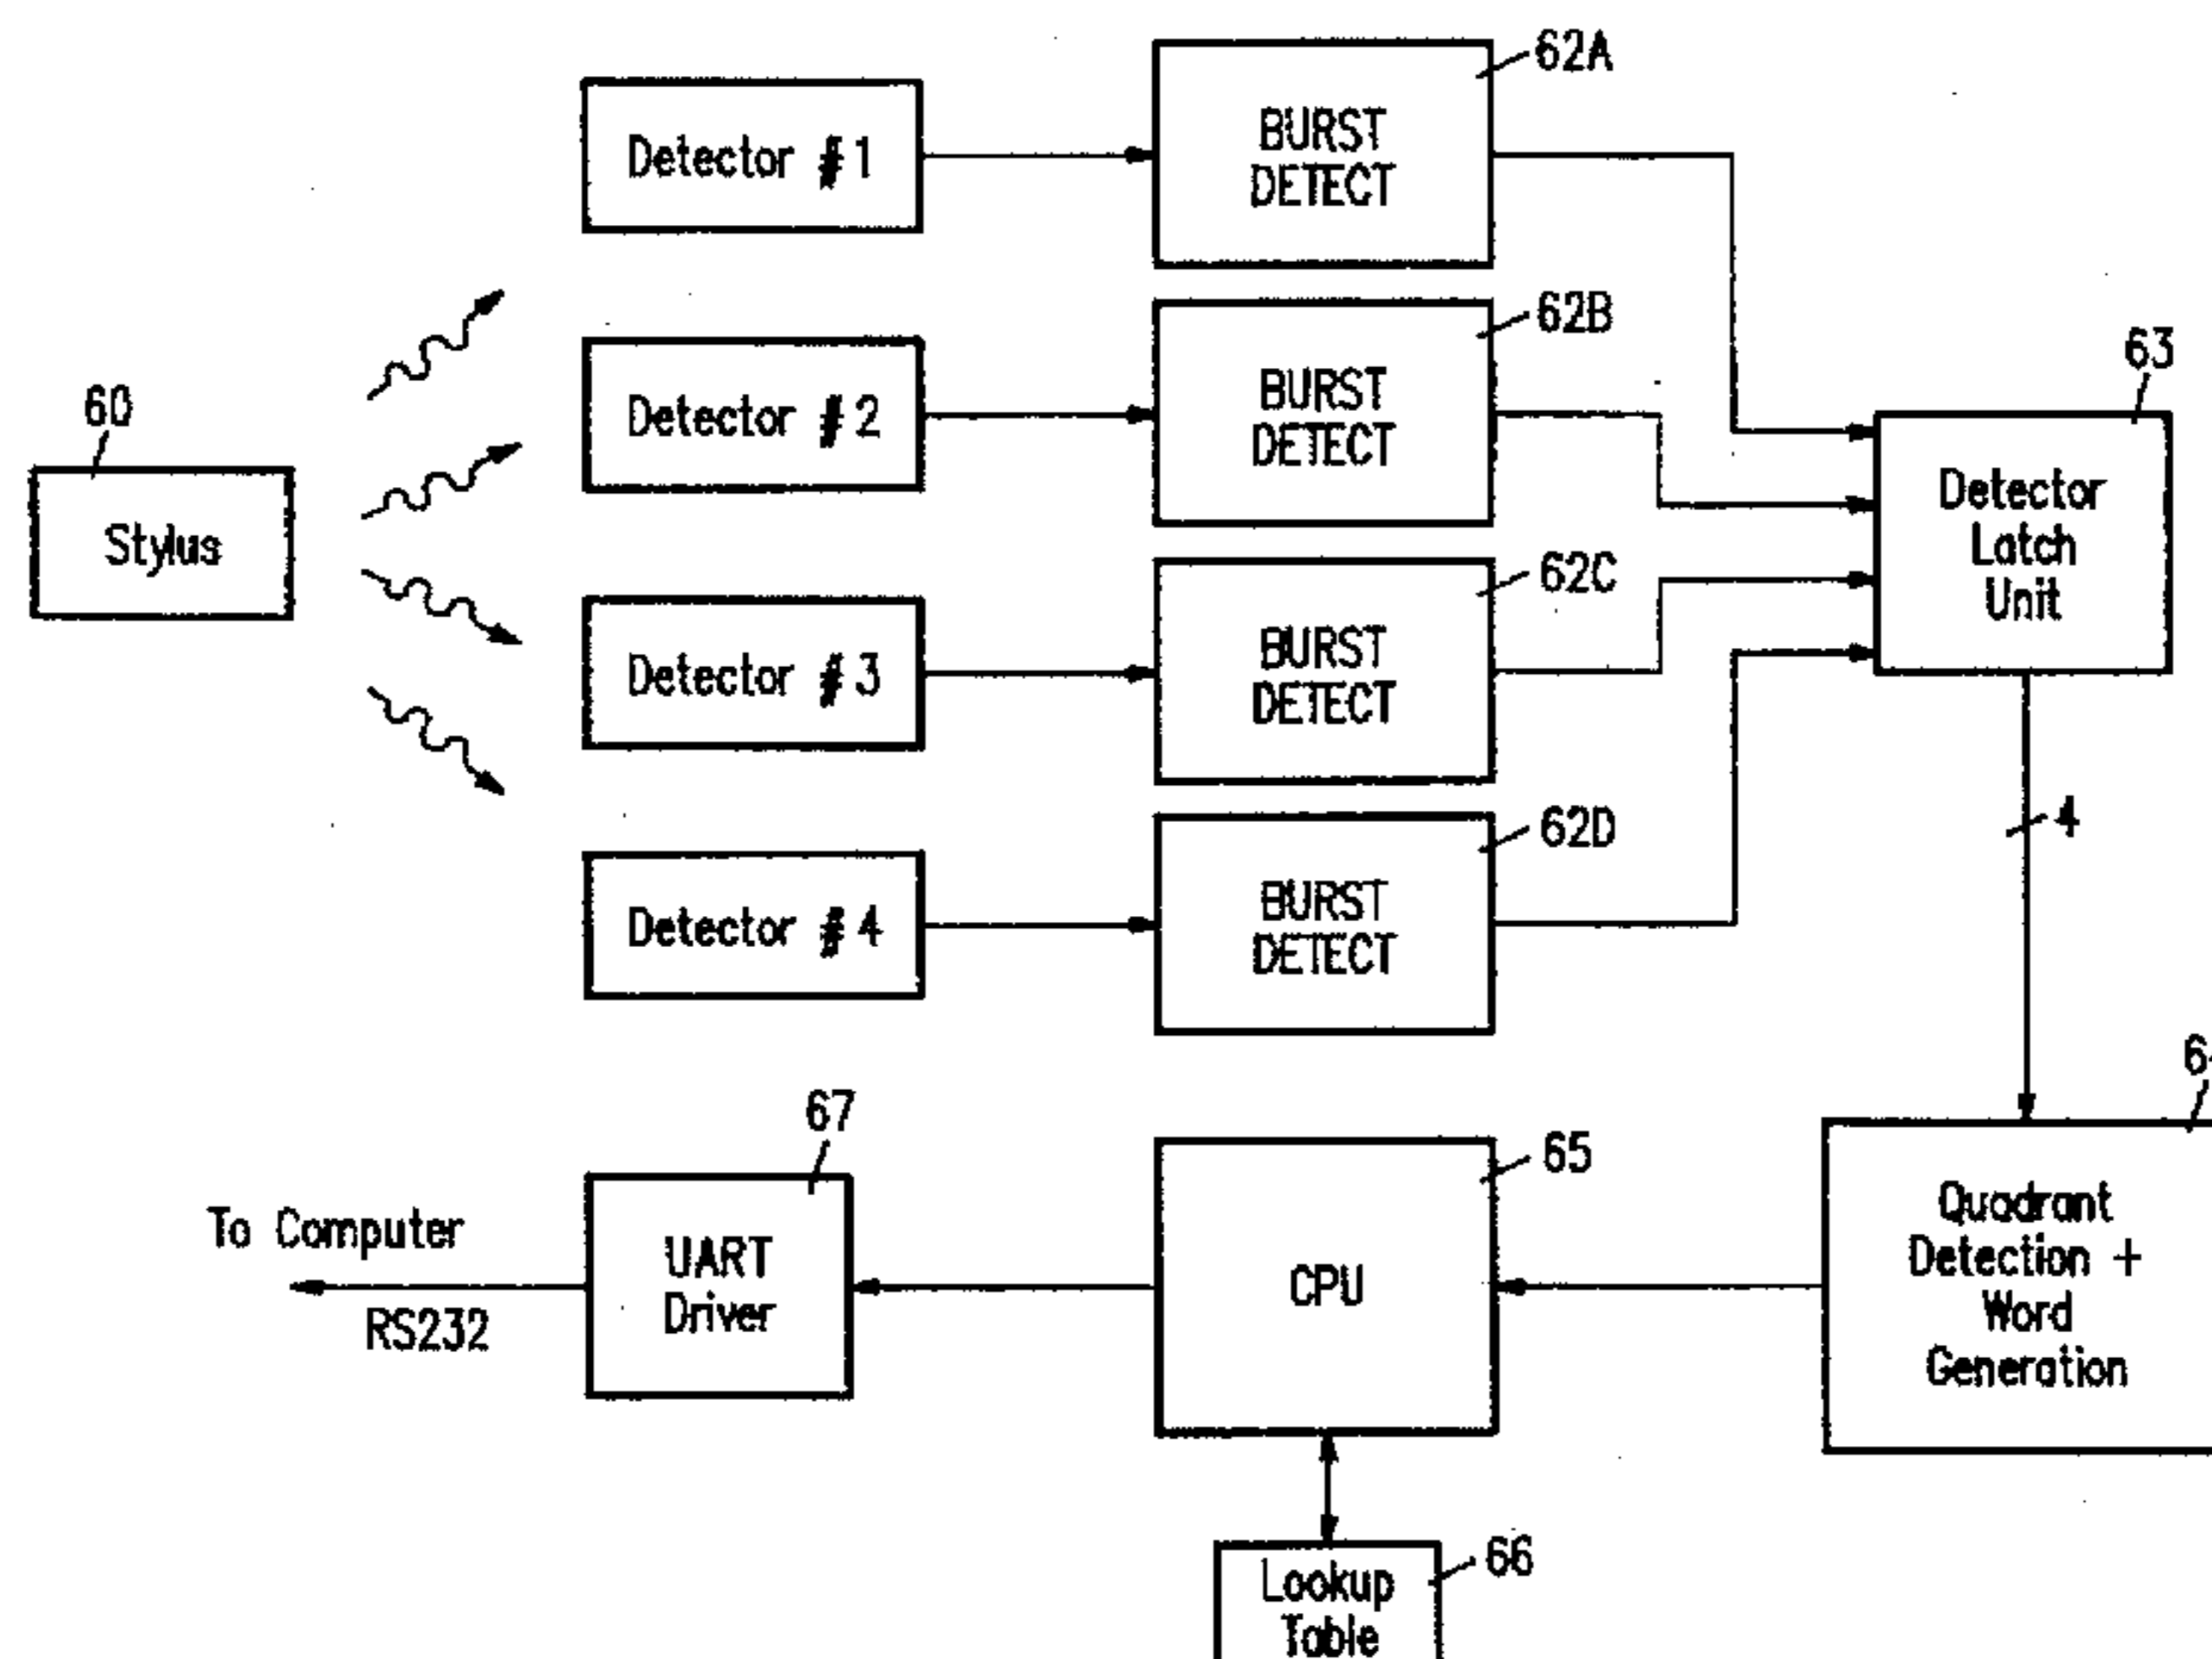 62A
Detector #1
BURST
DETECT
62B
63
60
Detector #2
BURST
DETECT
Stylus
Detector
Latch
Unit
62C
Detector #3
BURST
DETECT
62D
4
Detector #4
BURST
DETECT
67
65
To Computer
RS232
UART
Driver
CPU
Quadrant
Detection +
Word
Generation
66
Lookup
Table